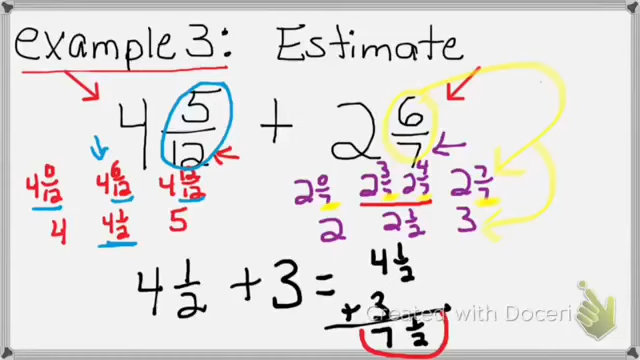 example 3: Estimate
4 5/12 + 2 6/7
4 0/12 4 6/12 4 12/12 2 0/7 2 3/7 2 4/7 2 7/7
4 4 1/2 5 2 2 1/2 3
4 1/2 + 3 =
4 1/2
+ 3
7 1/2
Created with Doceri